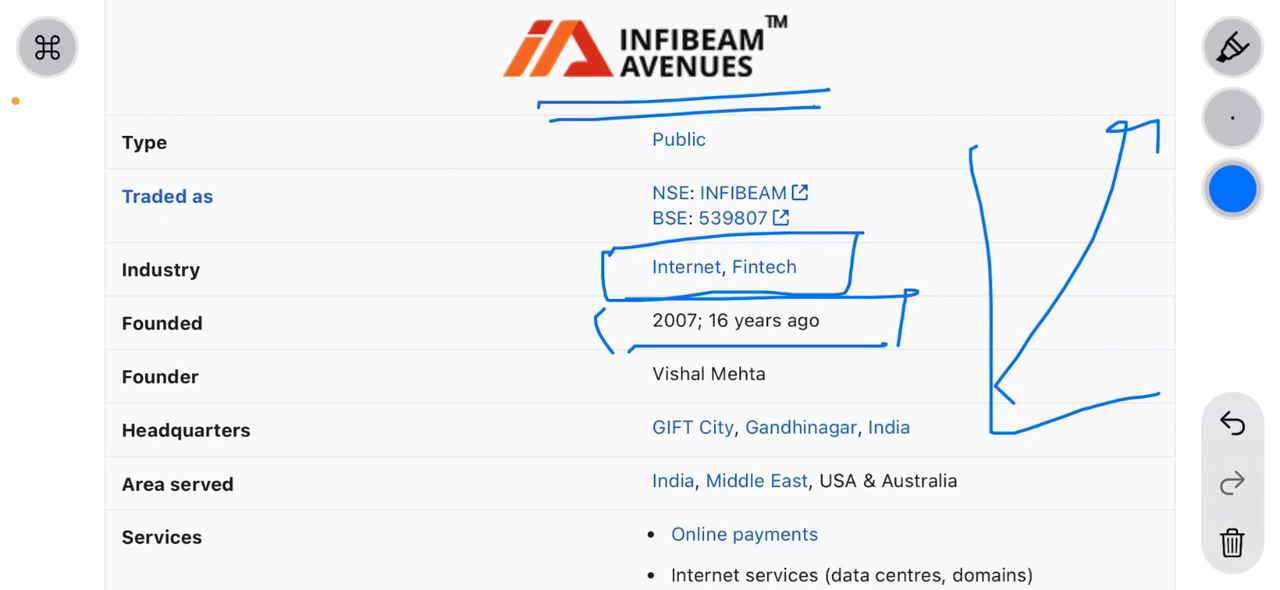 INFIBEAM™
AVENUES
Type Public
Traded as NSE: INFIBEAM
BSE: 539807
Industry Internet, Fintech
Founded 2007; 16 years ago
Founder Vishal Mehta
Headquarters GIFT City, Gandhinagar, India
Area served India, Middle East, USA & Australia
Services • Online payments
• Internet services (data centres, domains)